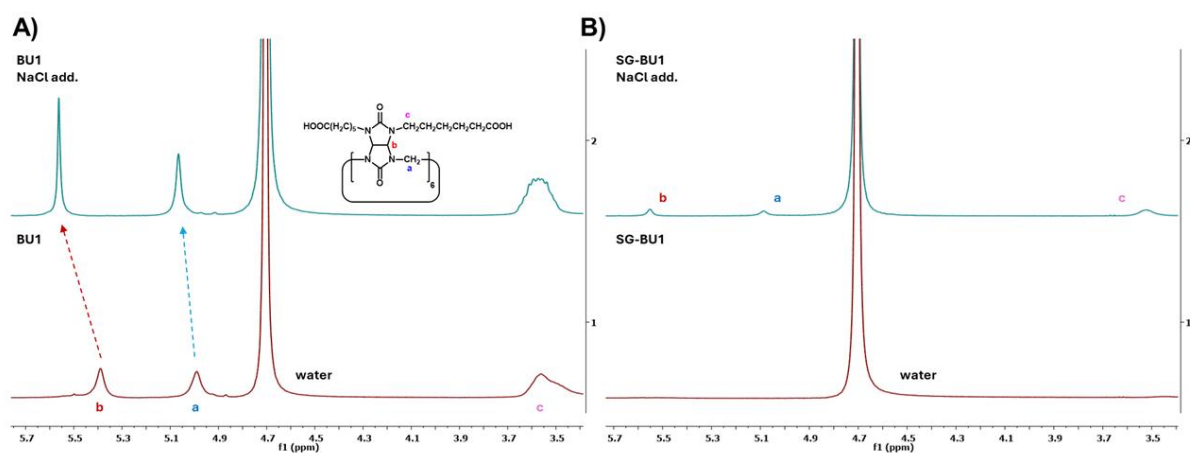 A)
BU1
NaCl add.
c
O
HOOC(H₂C)₅
N
N
CH₂CH₂CH₂CH₂CH₂COOH
b
N
N
CH₂
a
O
6
2
BU1
1
water
b
a
c
5.7
5.5
5.3
5.1
4.9
4.7
4.5
4.3
4.1
3.9
3.7
3.5
f1 (ppm)
B)
SG-BU1
NaCl add.
b
a
c
2
SG-BU1
1
water
5.7
5.5
5.3
5.1
4.9
4.7
4.5
4.3
4.1
3.9
3.7
3.5
f1 (ppm)